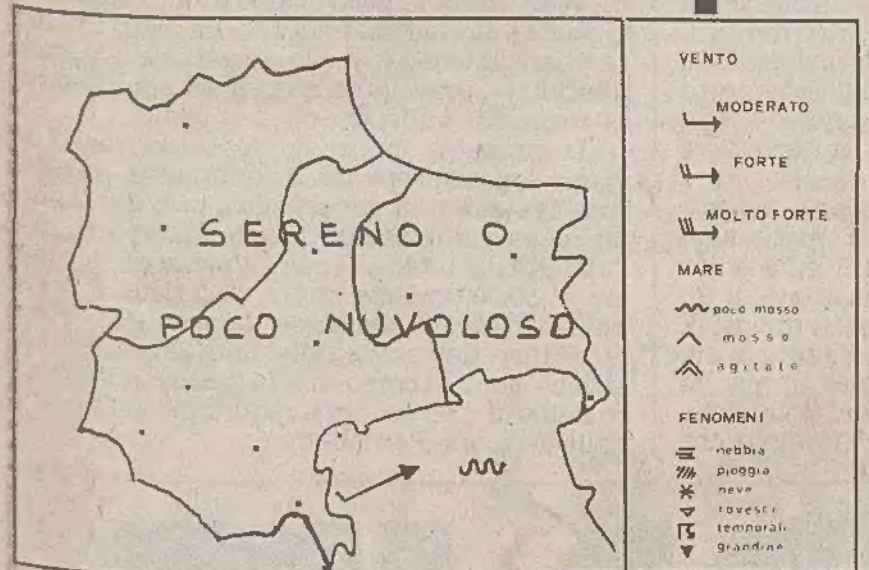 SERENO O
POCO NUVOLOSO
VENTO
MODERATO
FORTE
MOLTO FORTE
MARE
poco mosso
mosso
agitato
FENOMENI
nebbia
pioggia
neve
rovesci
temporali
grandine